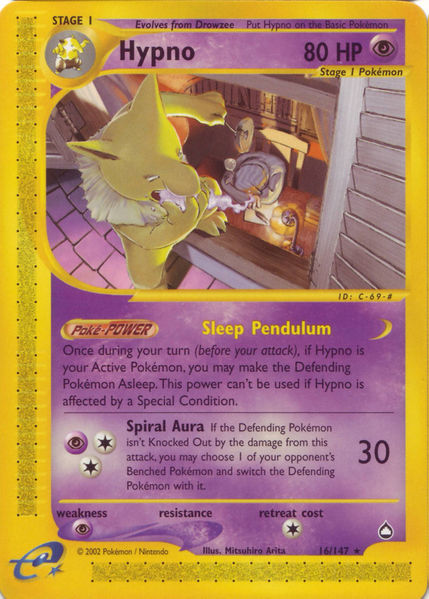 STAGE 1
Evolves from Drowzee Put Hypno on the Basic Pokémon
Hypno 80 HP
Stage 1 Pokémon
ID: C-69-#
Poké-POWER Sleep Pendulum
Once during your turn (before your attack), if Hypno is
your Active Pokémon, you may make the Defending
Pokémon Asleep. This power can't be used if Hypno is
affected by a Special Condition.
Spiral Aura If the Defending Pokémon
isn't Knocked Out by the damage from this
attack, you may choose 1 of your opponent's
Benched Pokémon and switch the Defending
Pokémon with it.
30
weakness resistance retreat cost
© 2002 Pokémon / Nintendo Illus. Mitsuhiro Arita 16/147 ★
e